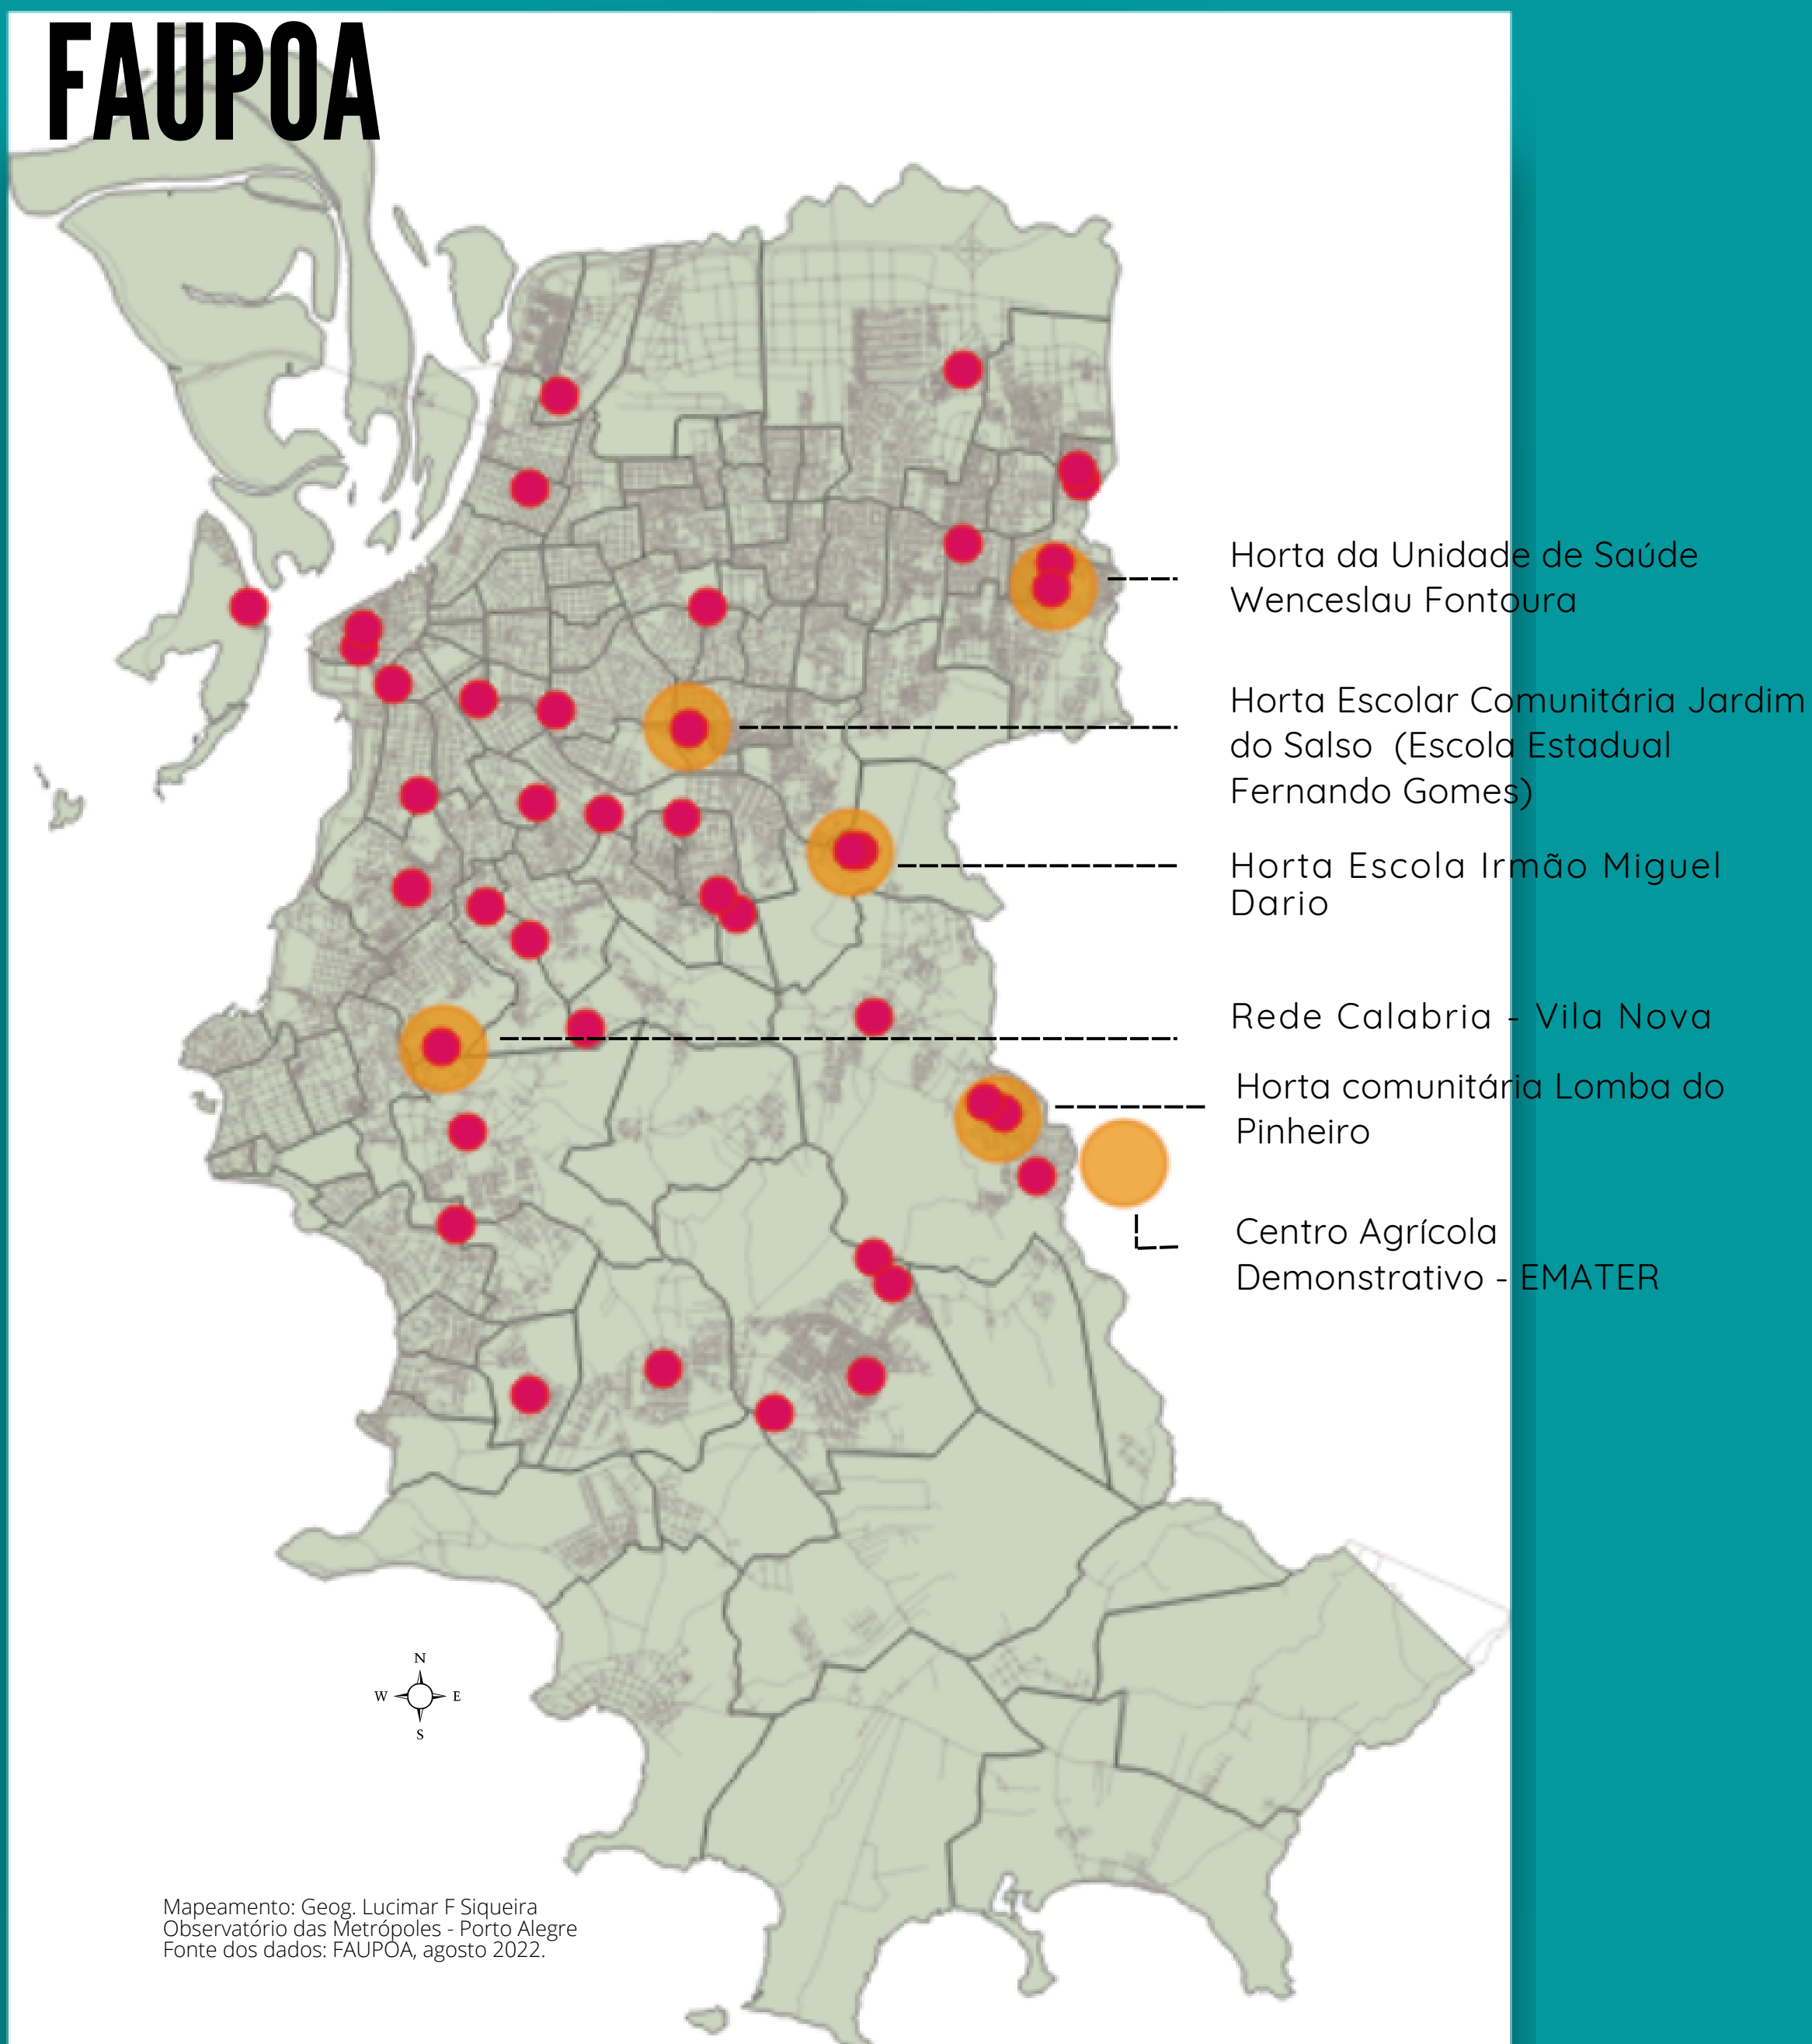 FAUPOA
Horta da Unidade de Saúde
Wenceslau Fontoura
Horta Escolar Comunitária Jardim
do Salso (Escola Estadual
Fernando Gomes)
Horta Escola Irmão Miguel
Dario
Rede Calabria - Vila Nova
Horta comunitária Lomba do
Pinheiro
Centro Agrícola
Demonstrativo - EMATER
N
W E
S
Mapeamento: Geog. Lucimar F Siqueira
Observatório das Metrópoles - Porto Alegre
Fonte dos dados: FAUPOA, agosto 2022.